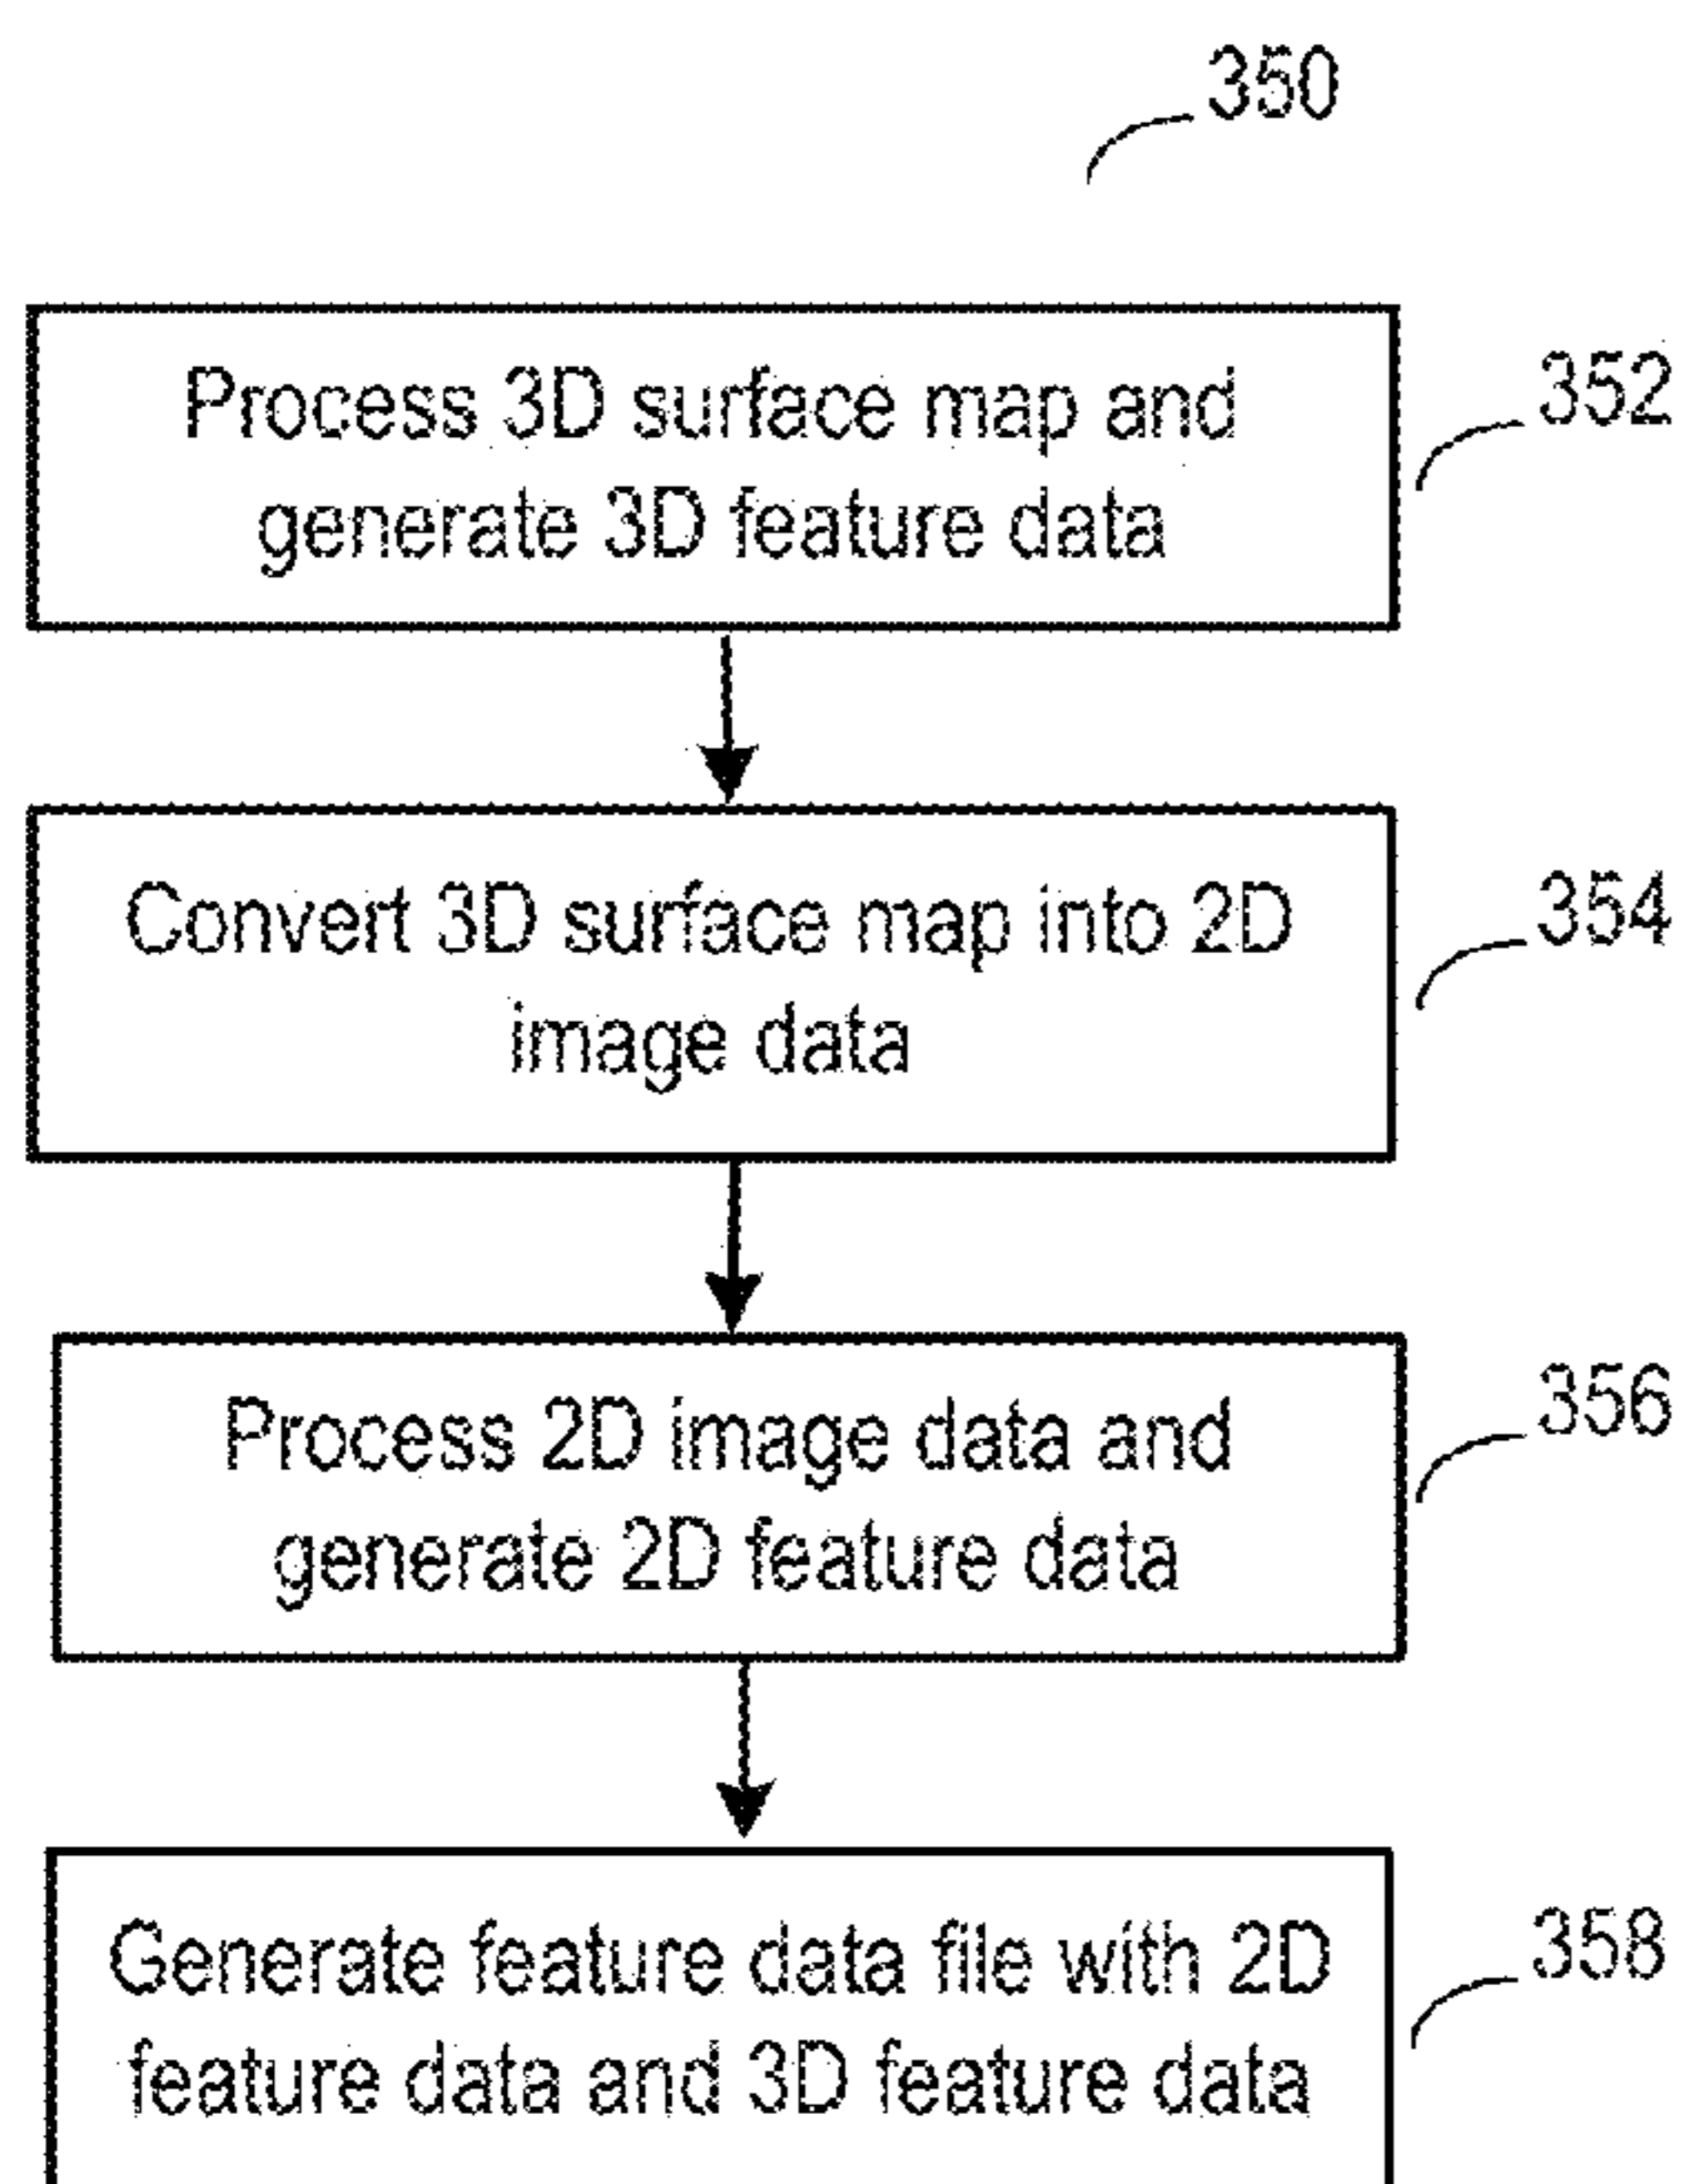 350
Process 3D surface map and
generate 3D feature data
352
Convert 3D surface map into 2D
image data
354
Process 2D image data and
generate 2D feature data
356
Generate feature data file with 2D
feature data and 3D feature data
358